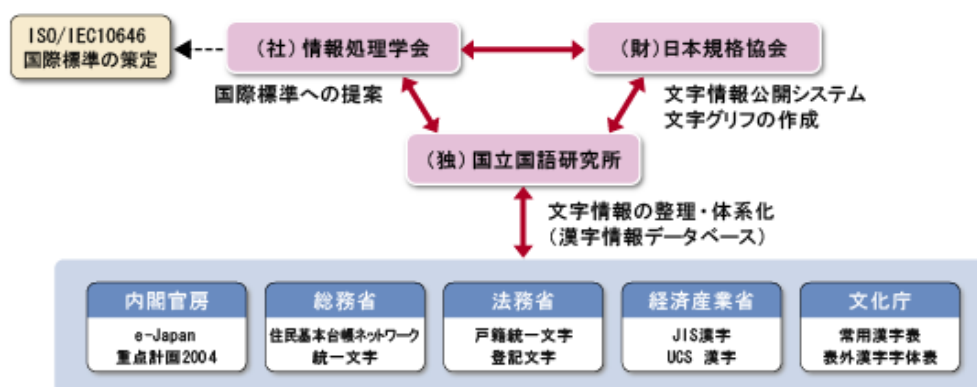 ISO/IEC10646
国際標準の策定
(社)情報処理学会
(財)日本規格協会
国際標準への提案
文字情報公開システム
文字グリフの作成
(独)国立国語研究所
文字情報の整理・体系化
(漢字情報データベース)
内閣官房
e-Japan
重点計画2004
総務省
住民基本台帳ネットワーク
統一文字
法務省
戸籍統一文字
登記文字
経済産業省
JIS漢字
UCS 漢字
文化庁
常用漢字表
表外漢字字体表